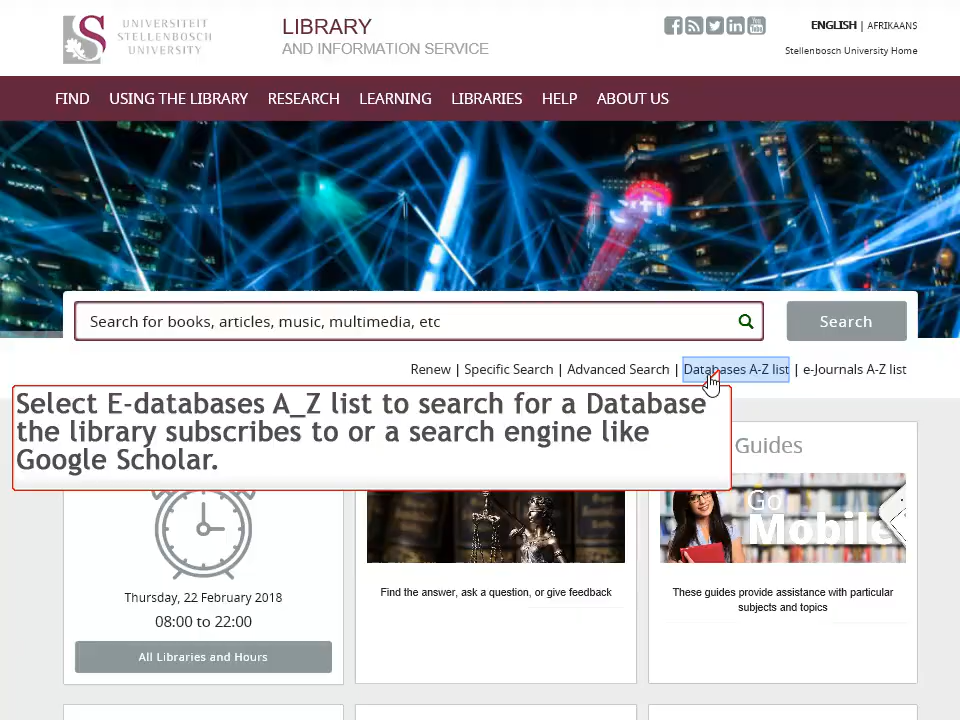 UNIVERSITEIT
STELLENBOSCH
UNIVERSITY
LIBRARY
AND INFORMATION SERVICE
You
Tube
ENGLISH | AFRIKAANS
Stellenbosch University Home
FIND USING THE LIBRARY RESEARCH LEARNING LIBRARIES HELP ABOUT US
citi
Search for books, articles, music, multimedia, etc
Search
Renew | Specific Search | Advanced Search | Databases A-Z list | e-Journals A-Z list
Select E-databases A_Z list to search for a Database
the library subscribes to or a search engine like
Google Scholar.
Guides
Go
Mobile
Thursday, 22 February 2018
08:00 to 22:00
All Libraries and Hours
Find the answer, ask a question, or give feedback
These guides provide assistance with particular
subjects and topics